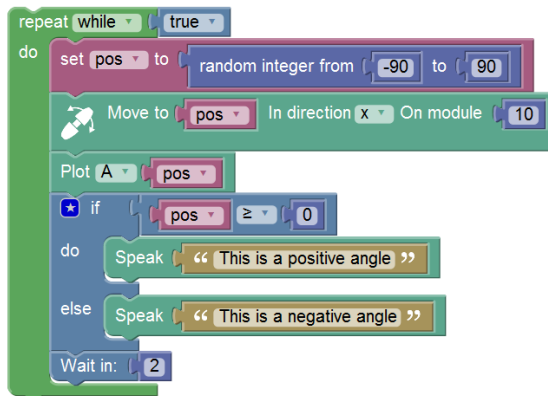 repeat while true
do set pos to random integer from -90 to 90
Move to pos In direction x On module 10
Plot A pos
if pos ≥ 0
do Speak “ This is a positive angle ”
else Speak “ This is a negative angle ”
Wait in: 2